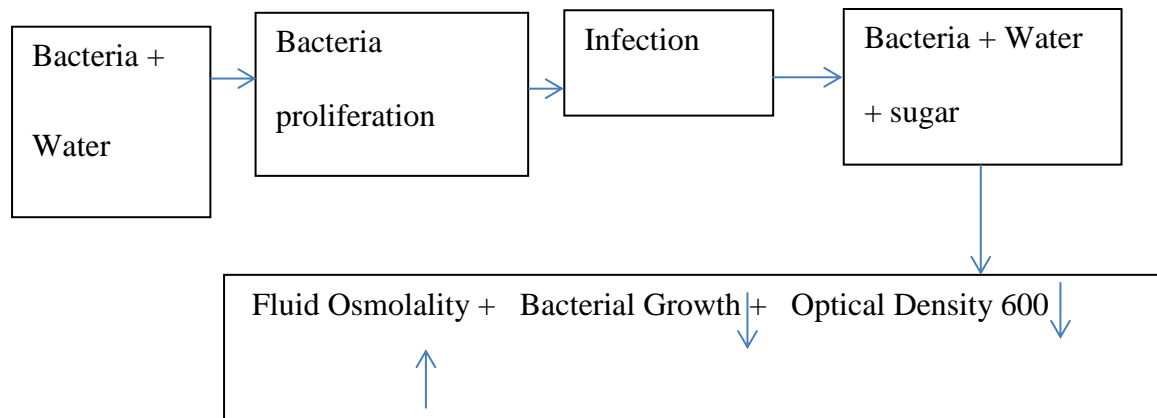 Bacteria +
Water
Bacteria
proliferation
Infection
Bacteria + Water
+ sugar
Fluid Osmolality + Bacterial Growth + Optical Density 600